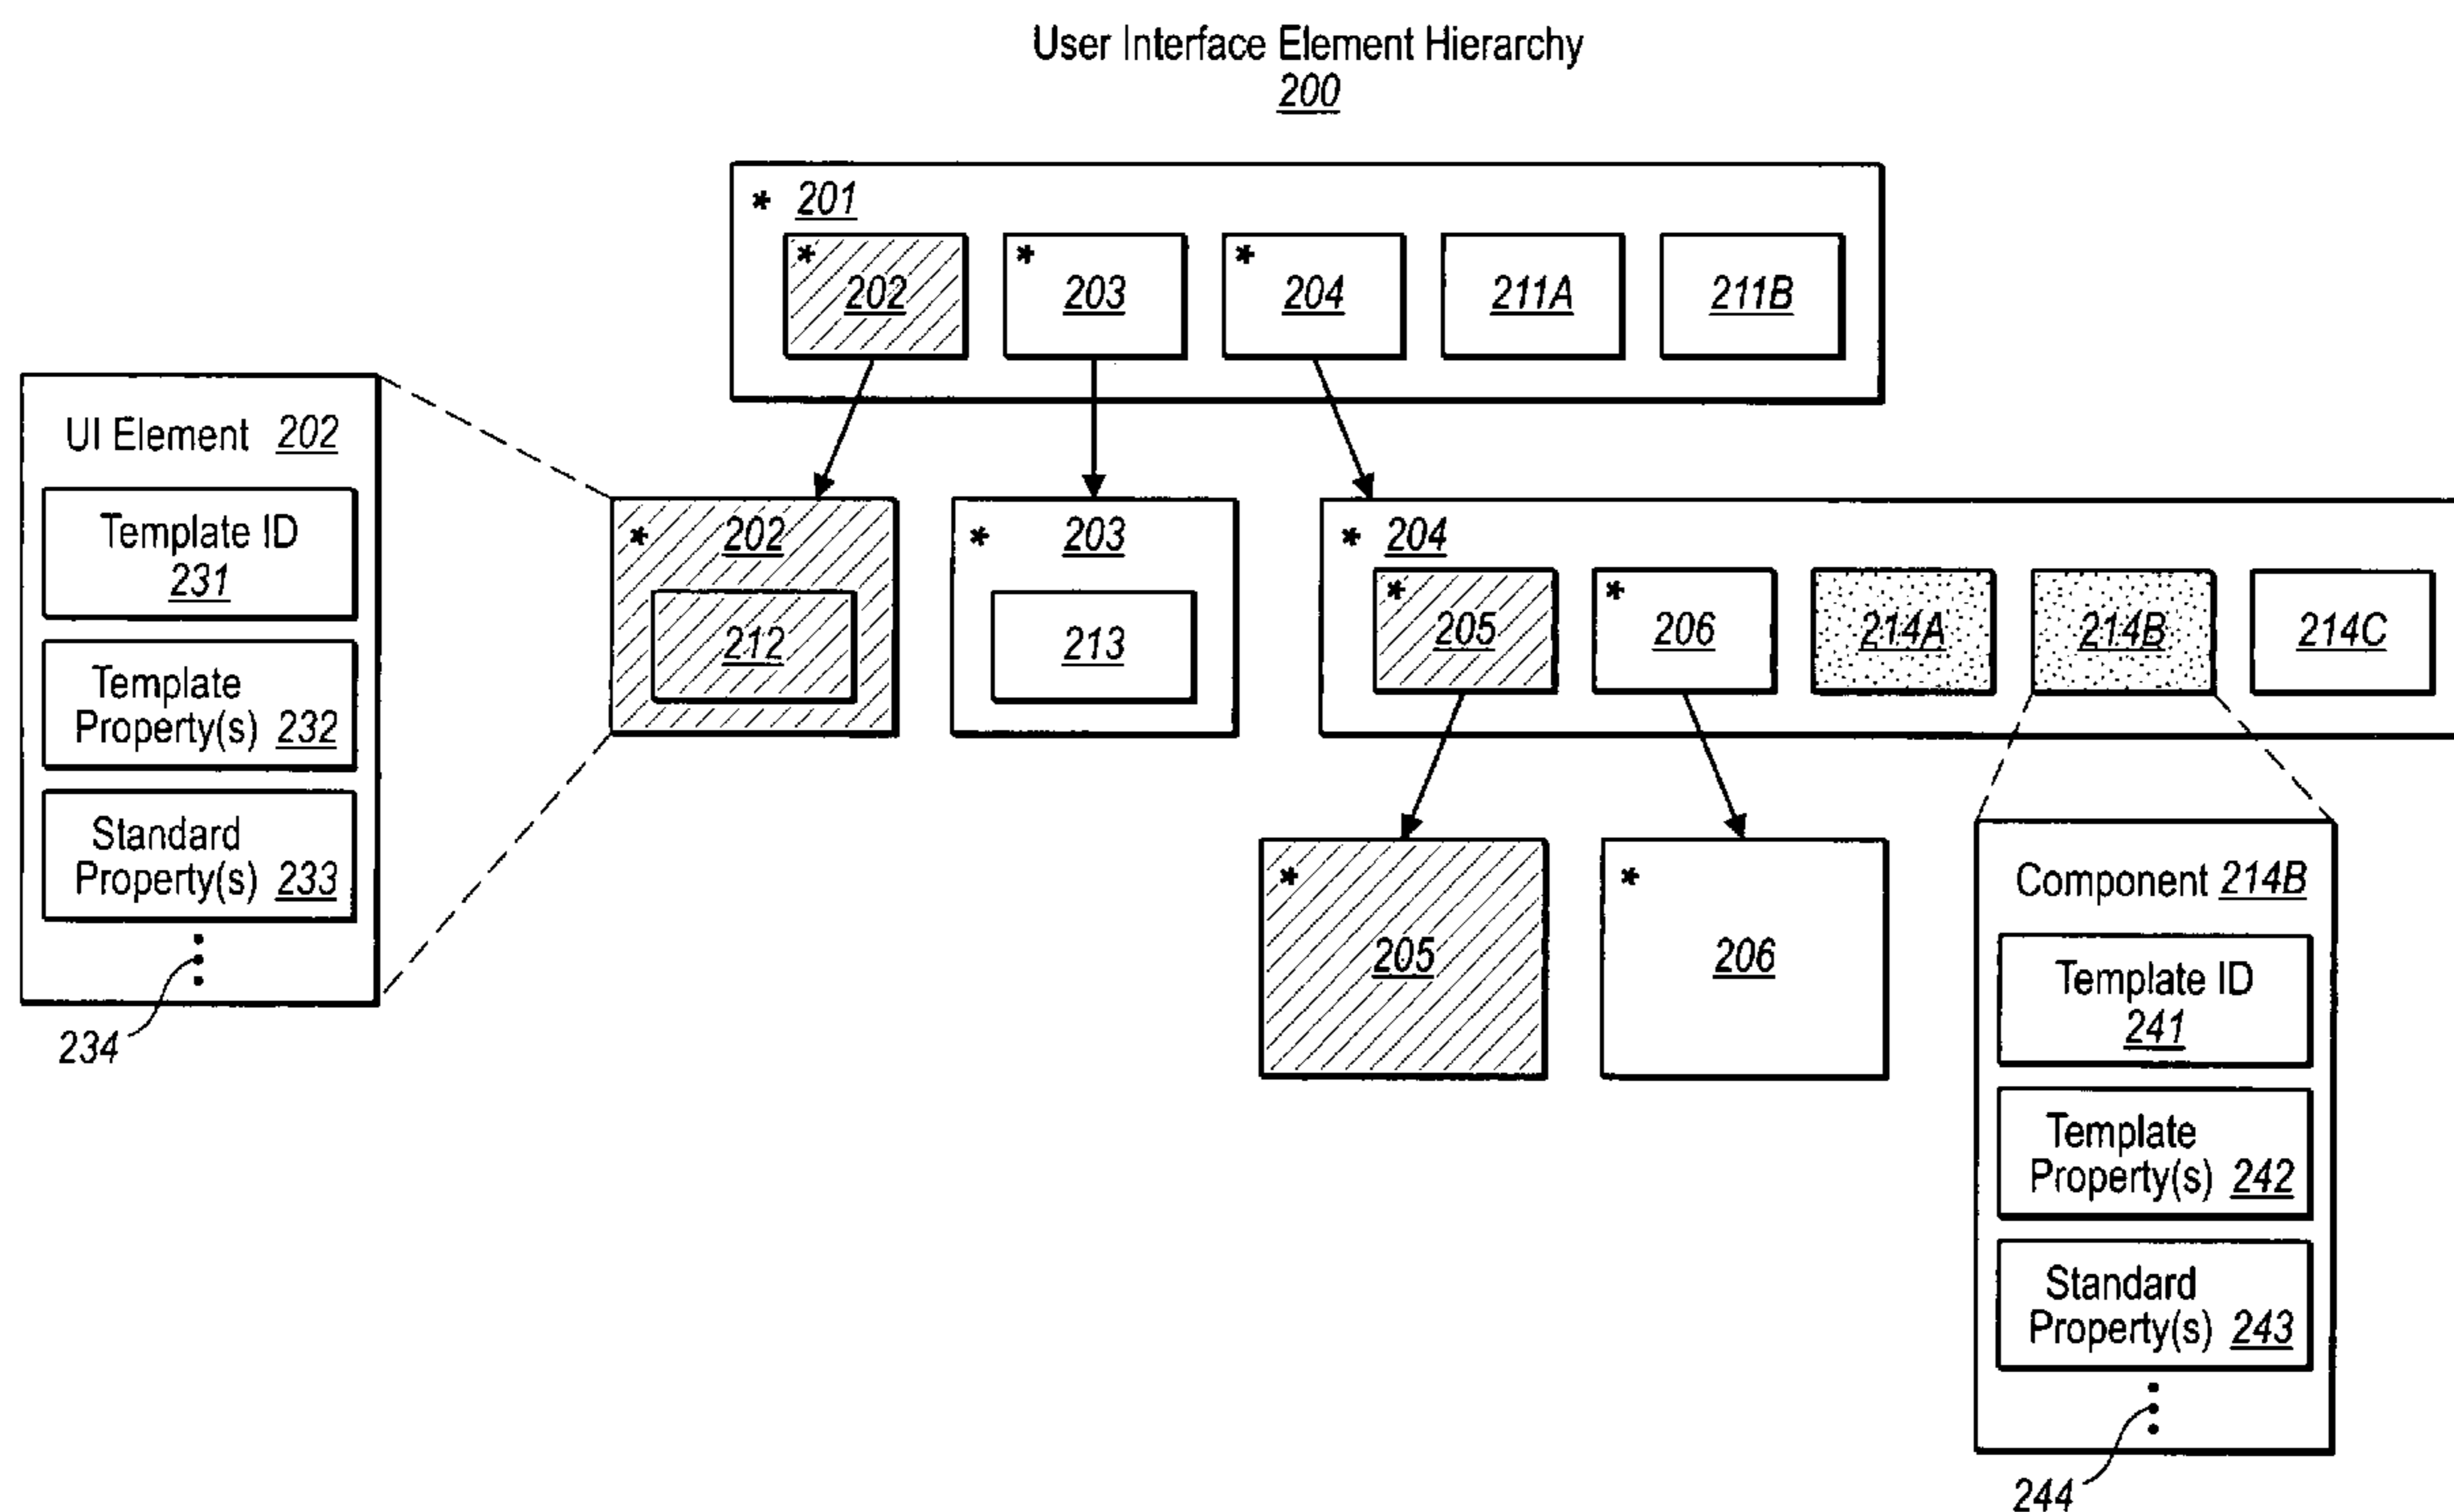 User Interface Element Hierarchy
200
* 201
* 202
* 203
* 204
211A
211B
UI Element 202
Template ID
231
Template
Property(s) 232
Standard
Property(s) 233
234
* 202
212
* 203
213
* 204
* 205
* 206
214A
214B
214C
* 205
* 206
Component 214B
Template ID
241
Template
Property(s) 242
Standard
Property(s) 243
244